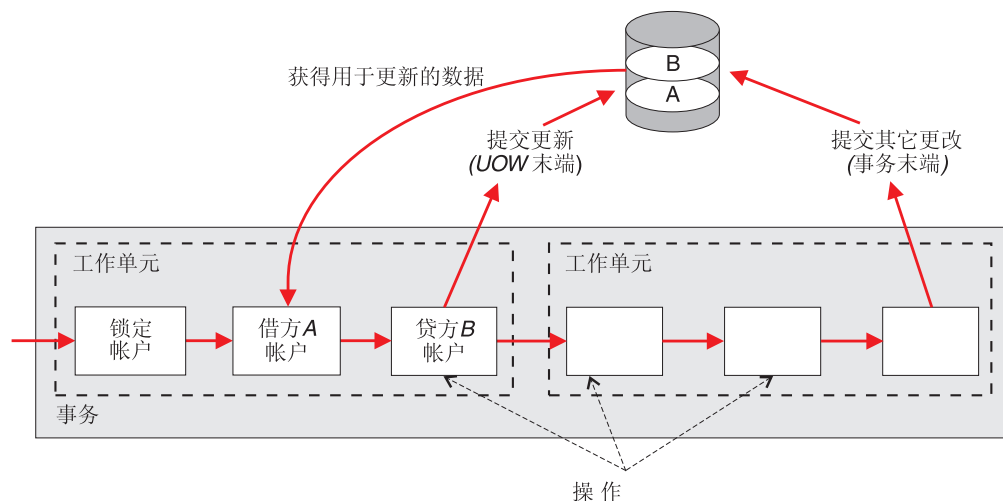 B
A
获得用于更新的数据
提交更新
(UOW 末端)
提交其它更改
(事务末端)
工作单元
工作单元
锁定
帐户
借方A
帐户
贷方B
帐户
事务
操 作